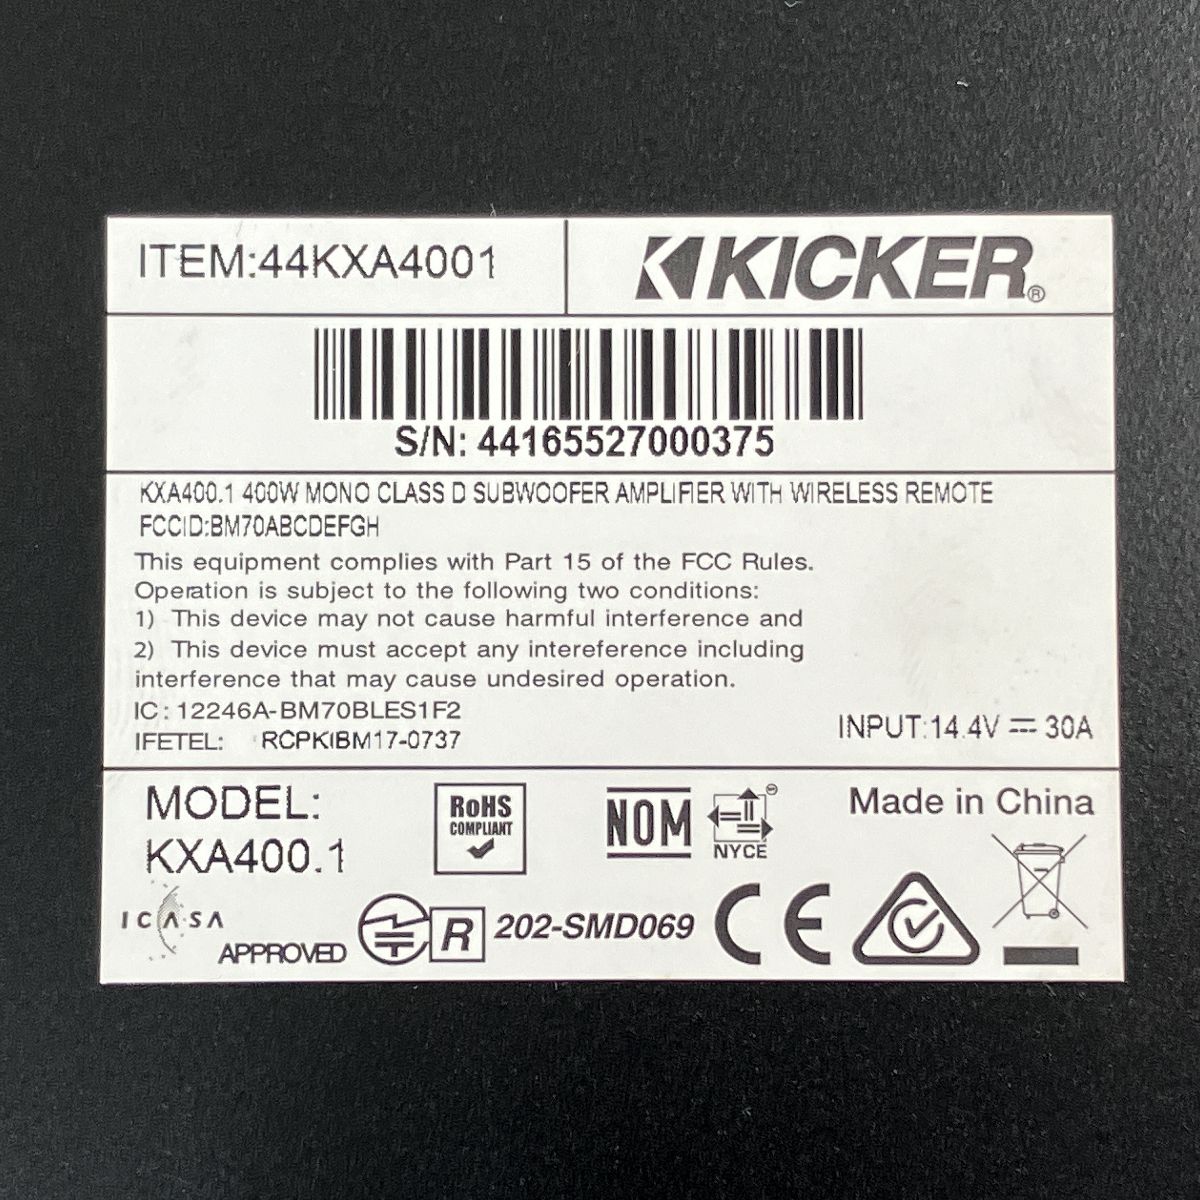 ITEM:44KXA4001
KICKER®
S/N: 44165527000375
KXA400.1 400W MONO CLASS D SUBWOOFER AMPLIFIER WITH WIRELESS REMOTE
FCCID:BM70ABCDEFGH
This equipment complies with Part 15 of the FCC Rules.
Operation is subject to the following two conditions:
1) This device may not cause harmful interference and
2) This device must accept any intereference including
interference that may cause undesired operation.
IC: 12246A-BM70BLES1F2
IFETEL: RCPKIBM17-0737
INPUT:14.4V ⎓ 30A
MODEL:
KXA400.1
RoHS
COMPLIANT
NOM
NYCE
Made in China
ICASA
APPROVED
R 202-SMD069
CE